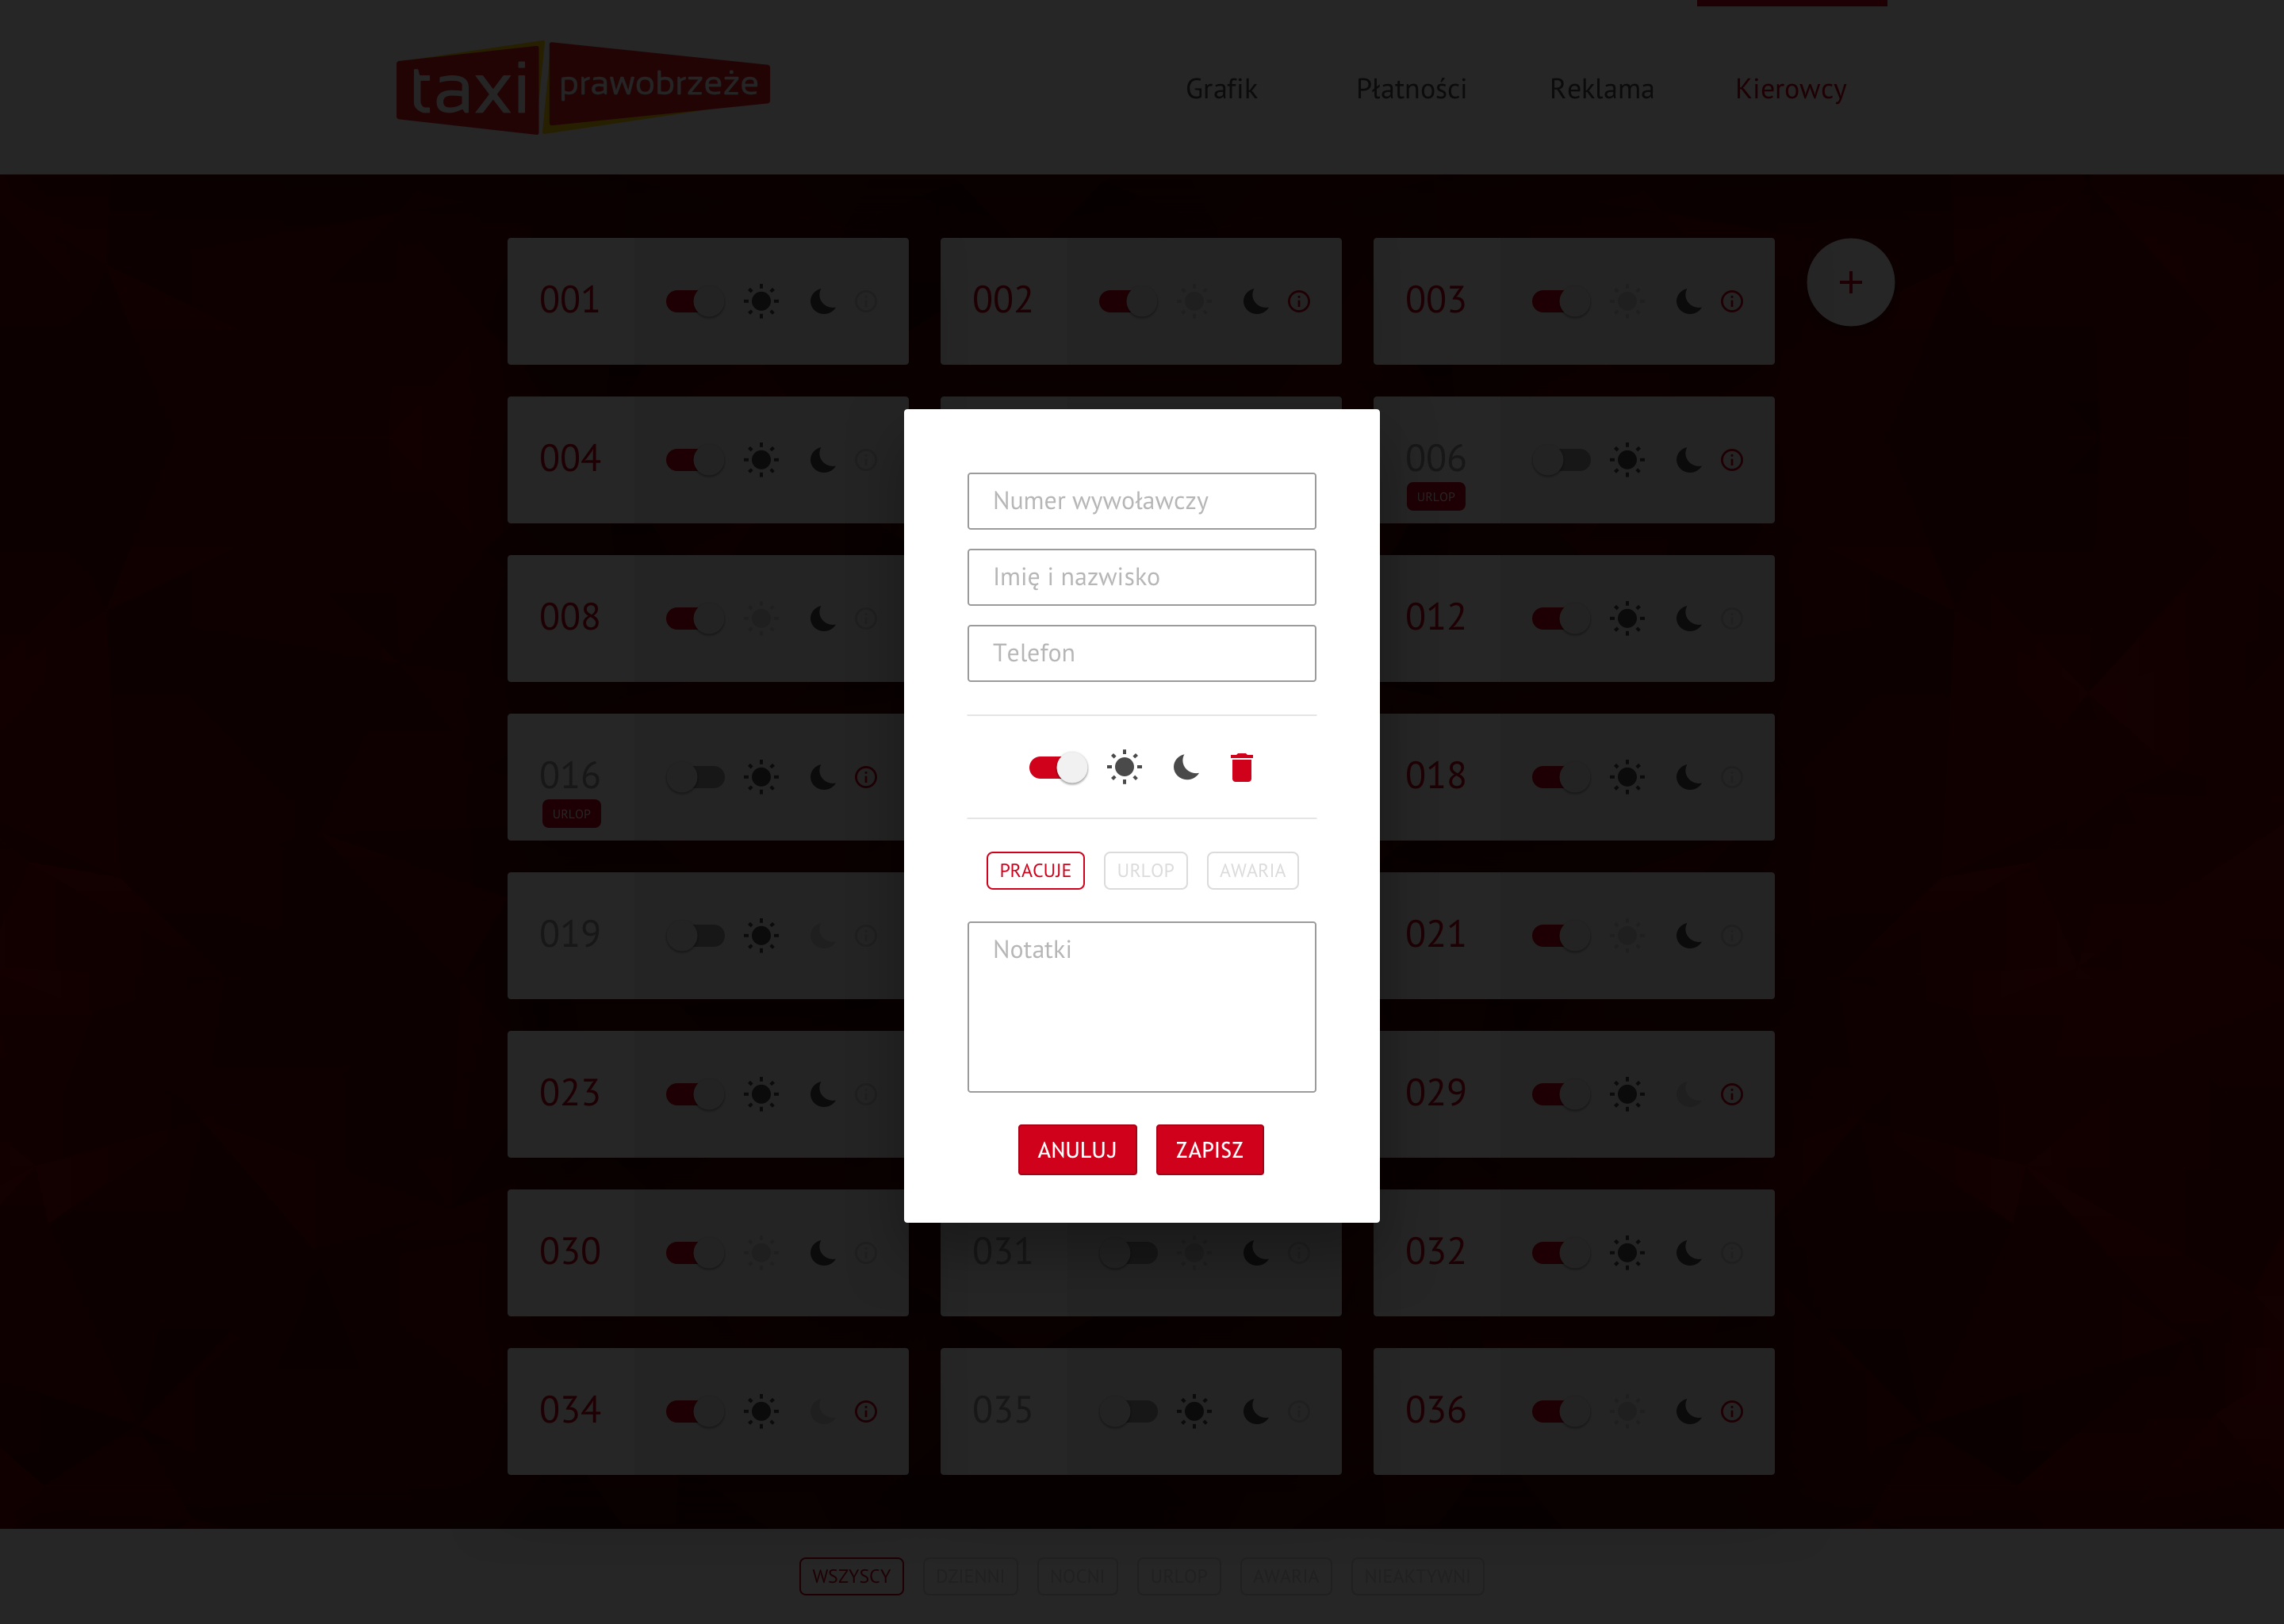 taxi prawobrzeże
Grafik Płatności Reklama Kierowcy
001 002 003
+
004 006
URLOP
008 012
016 018
URLOP
019 021
023 029
030 031 032
034 035 036
Numer wywoławczy
Imię i nazwisko
Telefon
PRACUJE URLOP AWARIA
Notatki
ANULUJ ZAPISZ
WSZYSCY DZIENNI NOCNI URLOP AWARIA NIEAKTYWNI